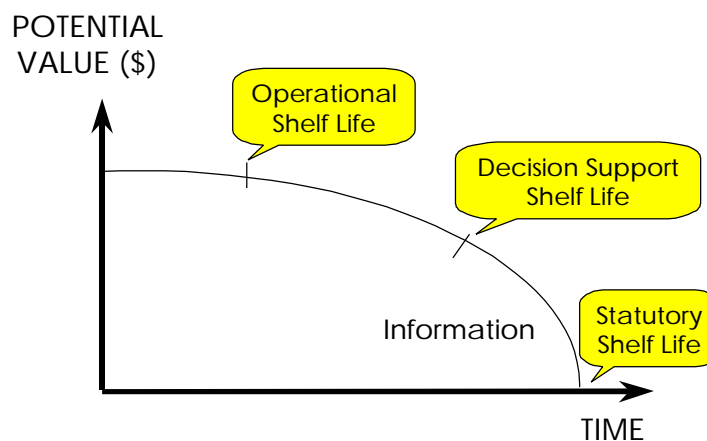 POTENTIAL
VALUE ($)
Operational
Shelf Life
Decision Support
Shelf Life
Information
Statutory
Shelf Life
TIME